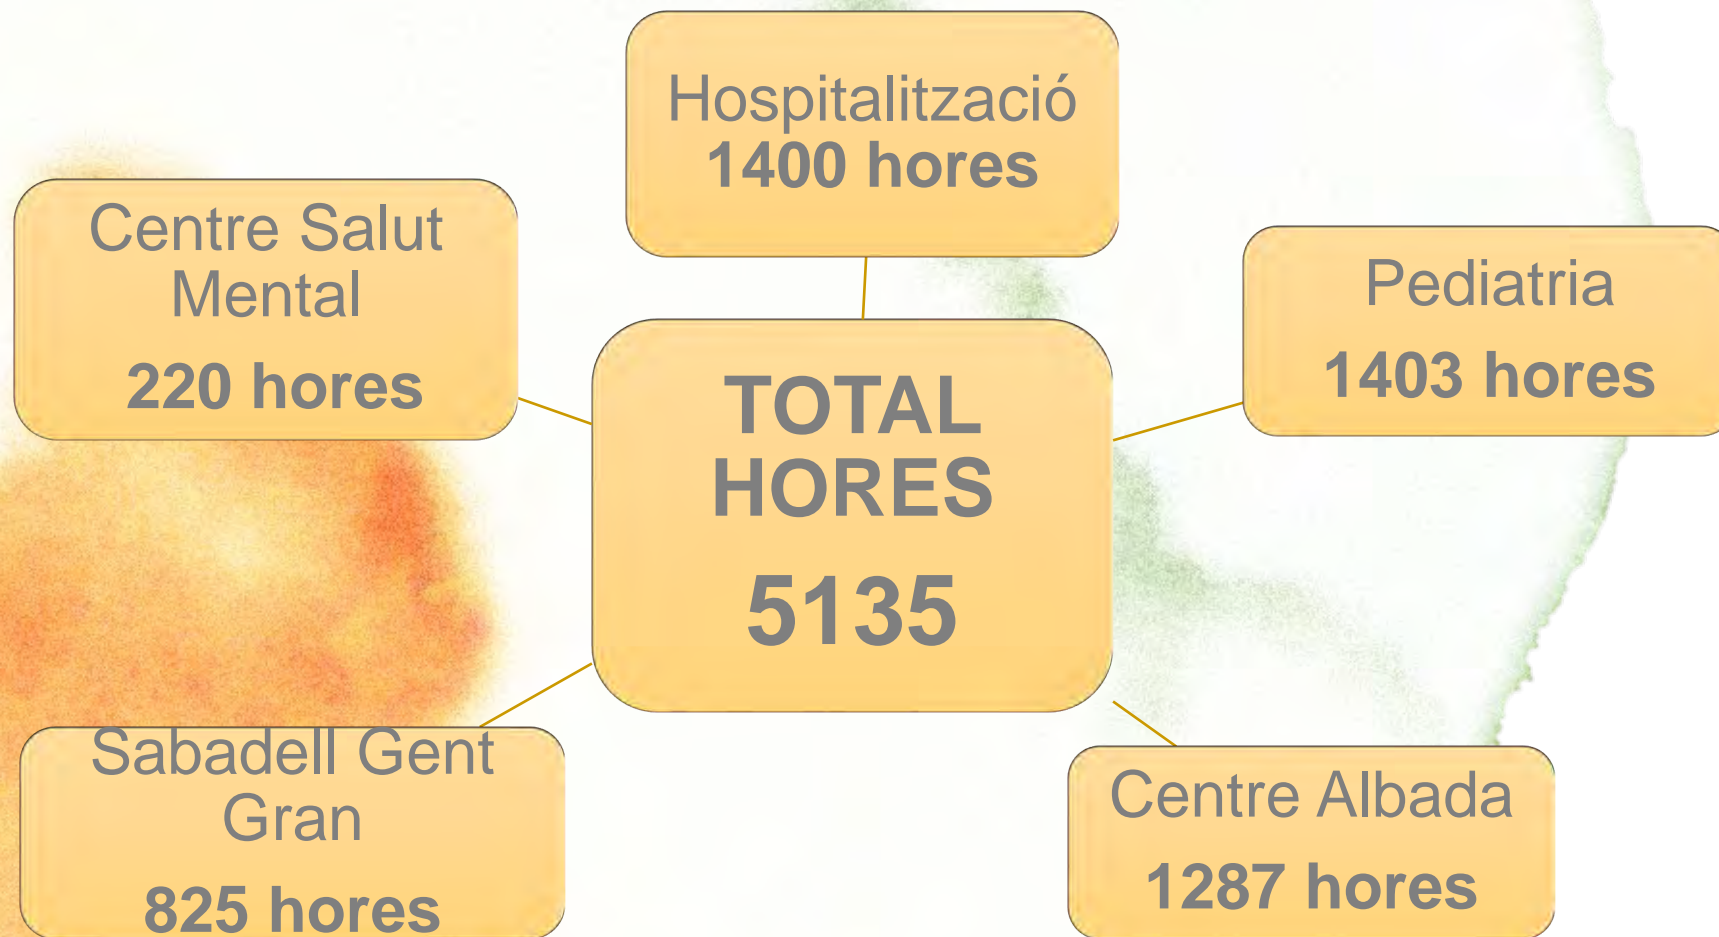 Hospitalització
1400 hores
Centre Salut
Mental
220 hores
Pediatria
1403 hores
TOTAL
HORES
5135
Sabadell Gent
Gran
825 hores
Centre Albada
1287 hores